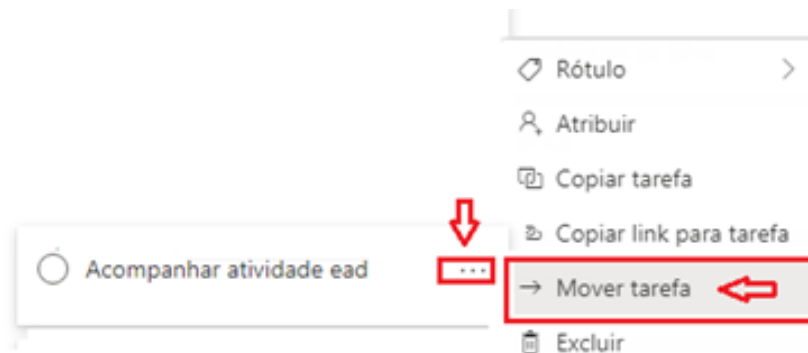 Rótulo
Atribuir
Copiar tarefa
Copiar link para tarefa
Acompanhar atividade ead
...
Mover tarefa
Excluir